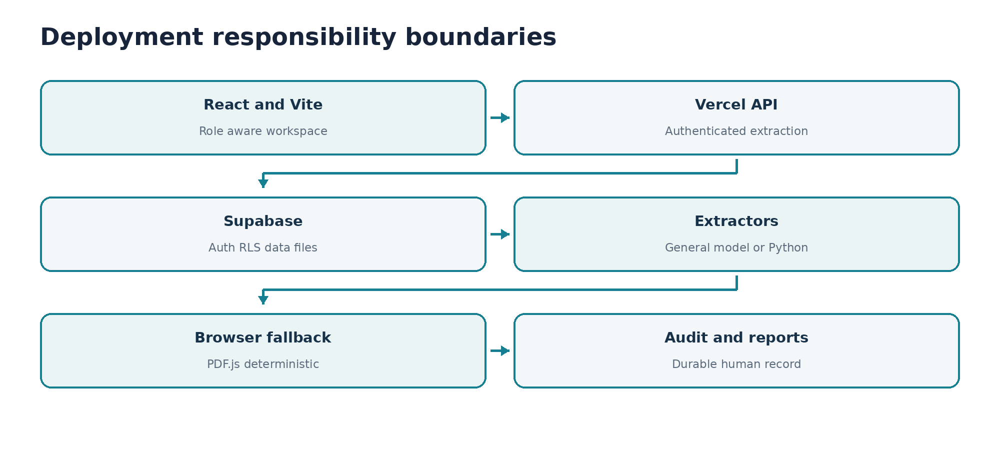 Deployment responsibility boundaries
React and Vite
Role aware workspace
Vercel API
Authenticated extraction
Supabase
Auth RLS data files
Extractors
General model or Python
Browser fallback
PDF.js deterministic
Audit and reports
Durable human record